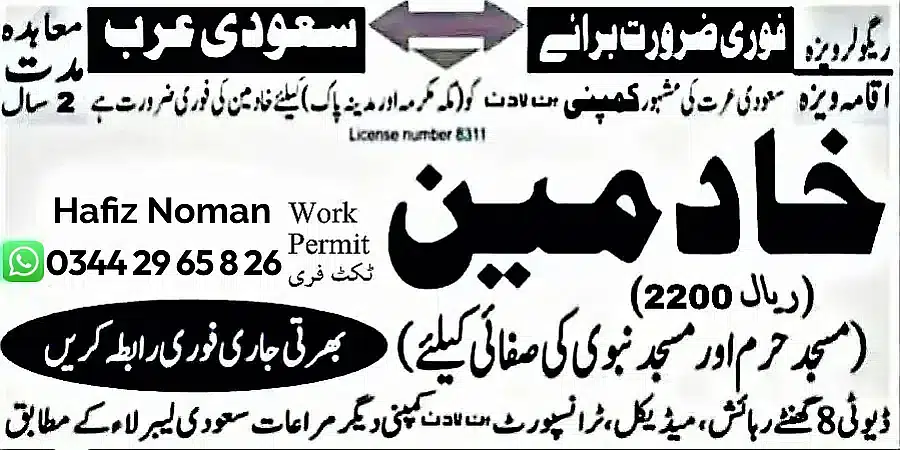 ریگولر ویزہ
فوری ضرورت برائے
سعودی عرب
معاہدہ مدت
اقامہ ویزہ
سعودی عرب کی مشہور کمپنی بن لادن کو (مکہ مکرمہ اور مدینہ پاک) کیلئے خادمین کی فوری ضرورت ہے
2 سال
License number 8311
خادمین
Hafiz Noman
0344 29 65 8 26
Work
Permit
ٹکٹ فری
(2200 ریال)
(مسجد حرم اور مسجد نبوی کی صفائی کیلئے)
بھرتی جاری فوری رابطہ کریں
ڈیوٹی 8 گھنٹے رہائش، میڈیکل، ٹرانسپورٹ بن لادن کمپنی دیگر مراعات سعودی لیبر لاء کے مطابق